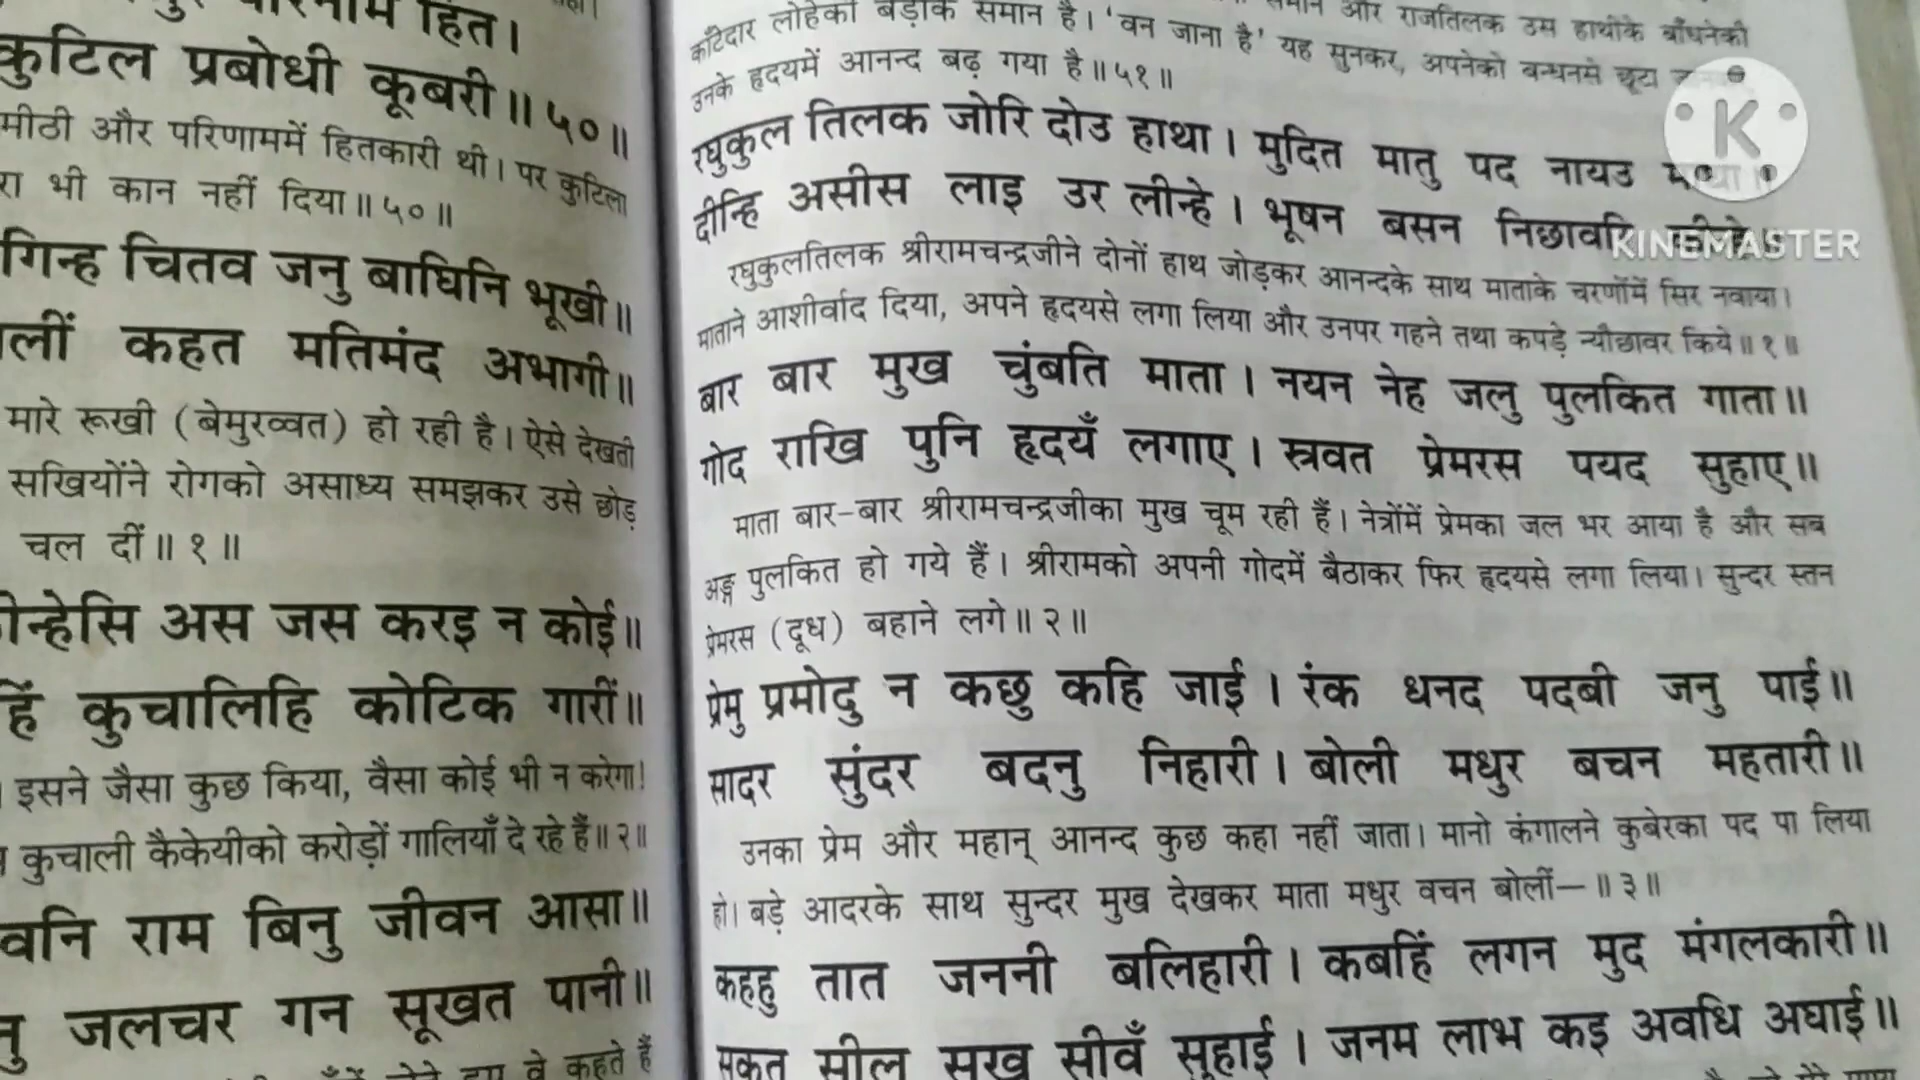 हित।
कुटिल प्रबोधी कूबरी॥५०॥
मीठी और परिणाममें हितकारी थी। पर कुटिला
रा भी कान नहीं दिया॥५०॥
गिन्ह चितव जनु बाघिनि भूखी॥
लीं कहत मतिमंद अभागी॥
मारे रूखी (बेमुरव्वत) हो रही है। ऐसे देखती
सखियोंने रोगको असाध्य समझकर उसे छोड़
चल दीं॥१॥
न्हेसि अस जस करइ न कोई॥
हिं कुचालिहि कोटिक गारीं॥
। इसने जैसा कुछ किया, वैसा कोई भी न करेगा!
कुचाली कैकेयीको करोड़ों गालियाँ दे रहे हैं॥२॥
वनि राम बिनु जीवन आसा॥
नु जलचर गन सूखत पानी॥
वे कहते हैं
काँटेदार लोहेकी बेड़ीके समान है। 'वन जाना है' यह सुनकर, अपनेको बन्धनसे छूटा
उनके हृदयमें आनन्द बढ़ गया है॥५१॥
रघुकुल तिलक जोरि दोउ हाथा। मुदित मातु पद नायउ माथा॥
दीन्हि असीस लाइ उर लीन्हे। भूषन बसन निछावरि कीन्हे॥
रघुकुलतिलक श्रीरामचन्द्रजीने दोनों हाथ जोड़कर आनन्दके साथ माताके चरणोंमें सिर नवाया।
माताने आशीर्वाद दिया, अपने हृदयसे लगा लिया और उनपर गहने तथा कपड़े न्यौछावर किये॥१॥
बार बार मुख चुंबति माता। नयन नेह जलु पुलकित गाता॥
गोद राखि पुनि हृदयँ लगाए। स्त्रवत प्रेमरस पयद सुहाए॥
माता बार-बार श्रीरामचन्द्रजीका मुख चूम रही हैं। नेत्रोंमें प्रेमका जल भर आया है और सब
अङ्ग पुलकित हो गये हैं। श्रीरामको अपनी गोदमें बैठाकर फिर हृदयसे लगा लिया। सुन्दर स्तन
प्रेमरस (दूध) बहाने लगे॥२॥
प्रेमु प्रमोदु न कछु कहि जाई। रंक धनद पदबी जनु पाई॥
सादर सुंदर बदनु निहारी। बोली मधुर बचन महतारी॥
उनका प्रेम और महान् आनन्द कुछ कहा नहीं जाता। मानो कंगालने कुबेरका पद पा लिया
हो। बड़े आदरके साथ सुन्दर मुख देखकर माता मधुर वचन बोलीं—॥३॥
कहहु तात जननी बलिहारी। कबहिं लगन मुद मंगलकारी॥
सुकृत सील सुख सीवँ सुहाई। जनम लाभ कइ अवधि अघाई॥
K
KINEMASTER